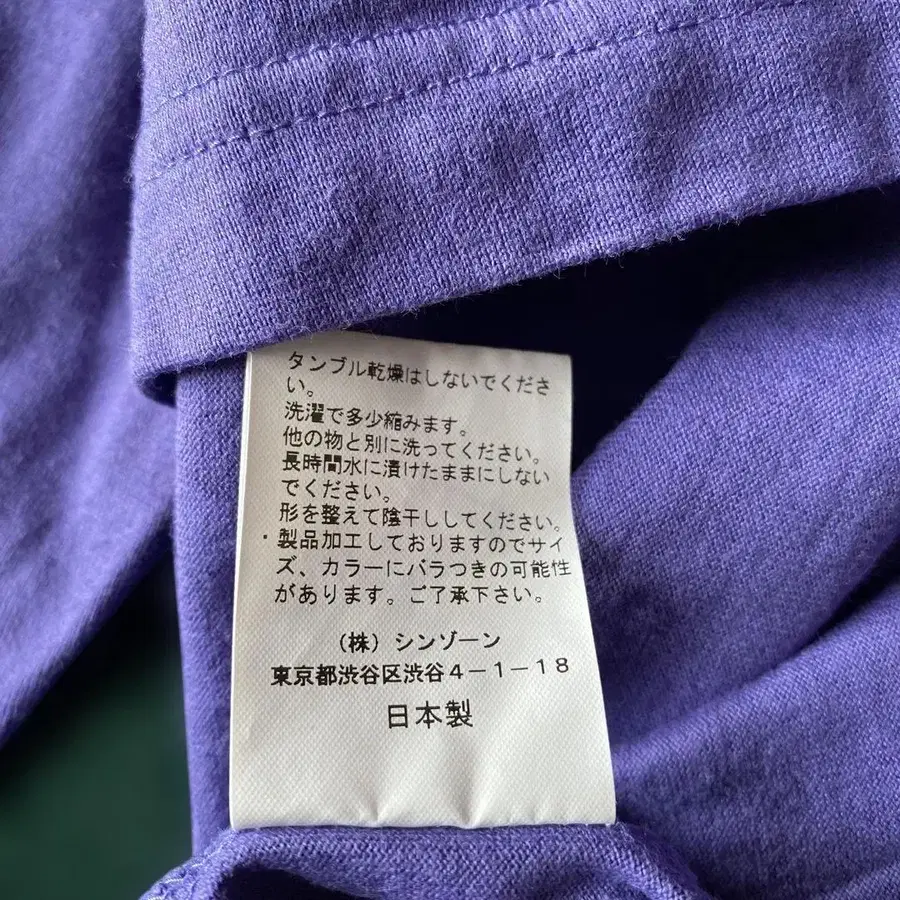 タンブル乾燥はしないでくださ
い。
洗濯で多少縮みます。
他の物と別に洗ってください。
長時間水に漬けたままにしない
でください。
形を整えて陰干ししてください。
・製品加工しておりますのでサイ
ズ、カラーにバラつきの可能性
があります。ご了承下さい。
(株) シンゾーン
東京都渋谷区渋谷4-1-18
日本製